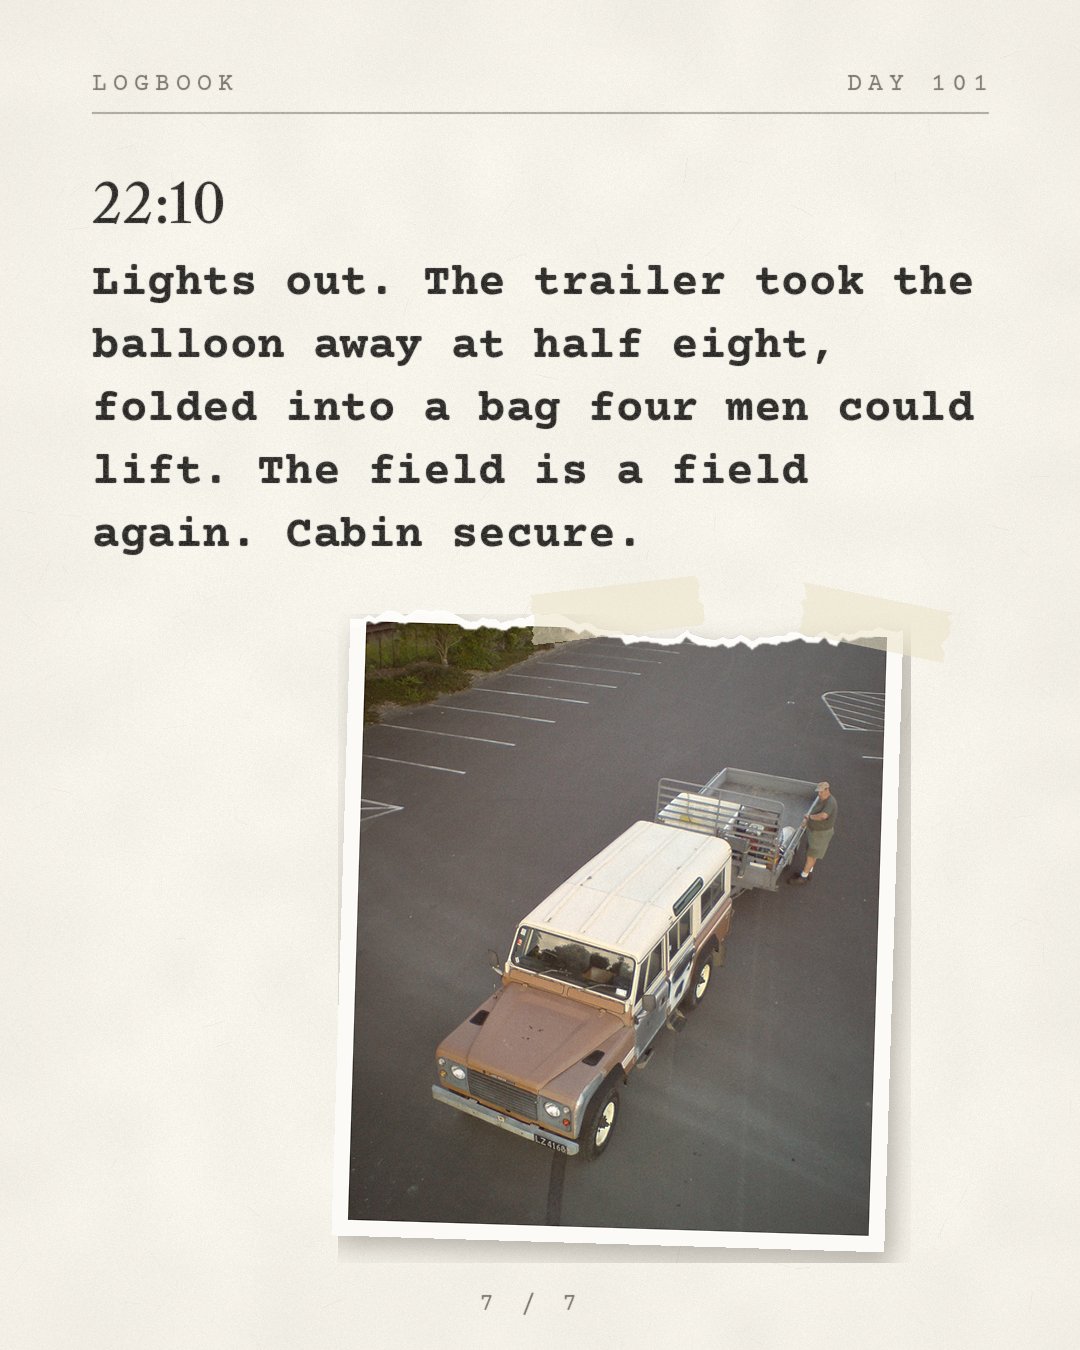 LOGBOOK DAY 101
22:10
Lights out. The trailer took the
balloon away at half eight,
folded into a bag four men could
lift. The field is a field
again. Cabin secure.
LZ4160
7 / 7